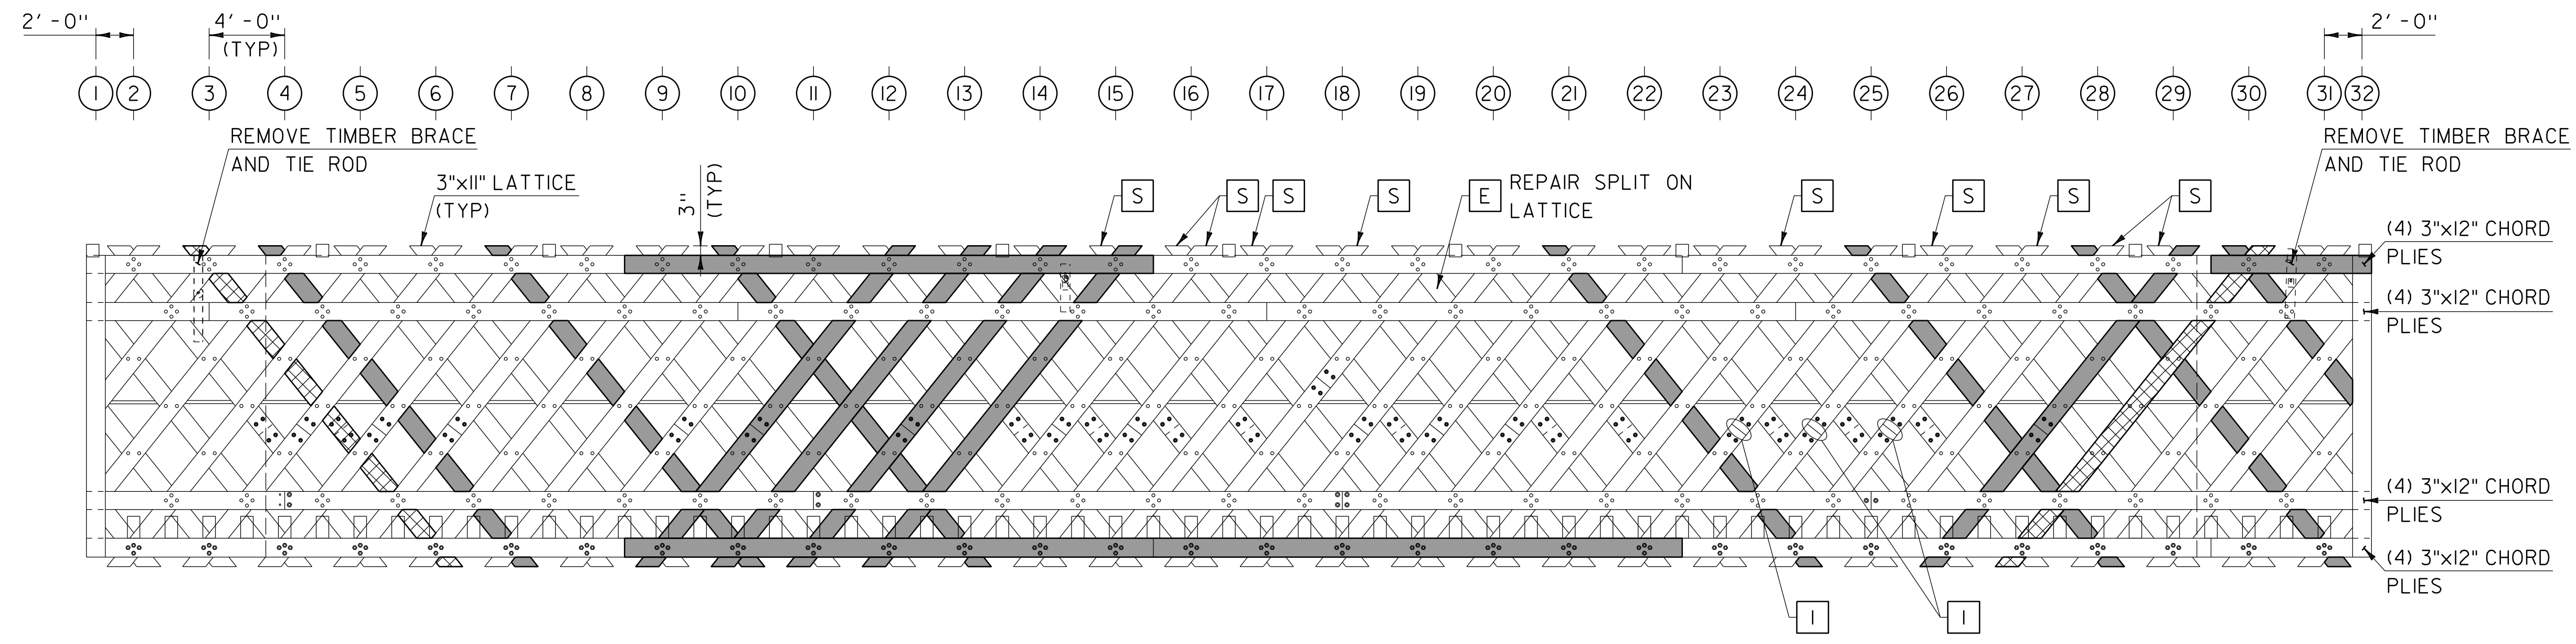 2'-0"
4'-0"
(TYP)
2'-0"
1 2 3 4 5 6 7 8 9 10 11 12 13 14 15 16 17 18 19 20 21 22 23 24 25 26 27 28 29 30 31 32
REMOVE TIMBER BRACE
AND TIE ROD
REMOVE TIMBER BRACE
AND TIE ROD
3"x11" LATTICE
(TYP)
3"
(TYP)
S
S
S
S
E
REPAIR SPLIT ON
LATTICE
S
S
S
S
(4) 3"x12" CHORD
PLIES
(4) 3"x12" CHORD
PLIES
(4) 3"x12" CHORD
PLIES
(4) 3"x12" CHORD
PLIES
I
I